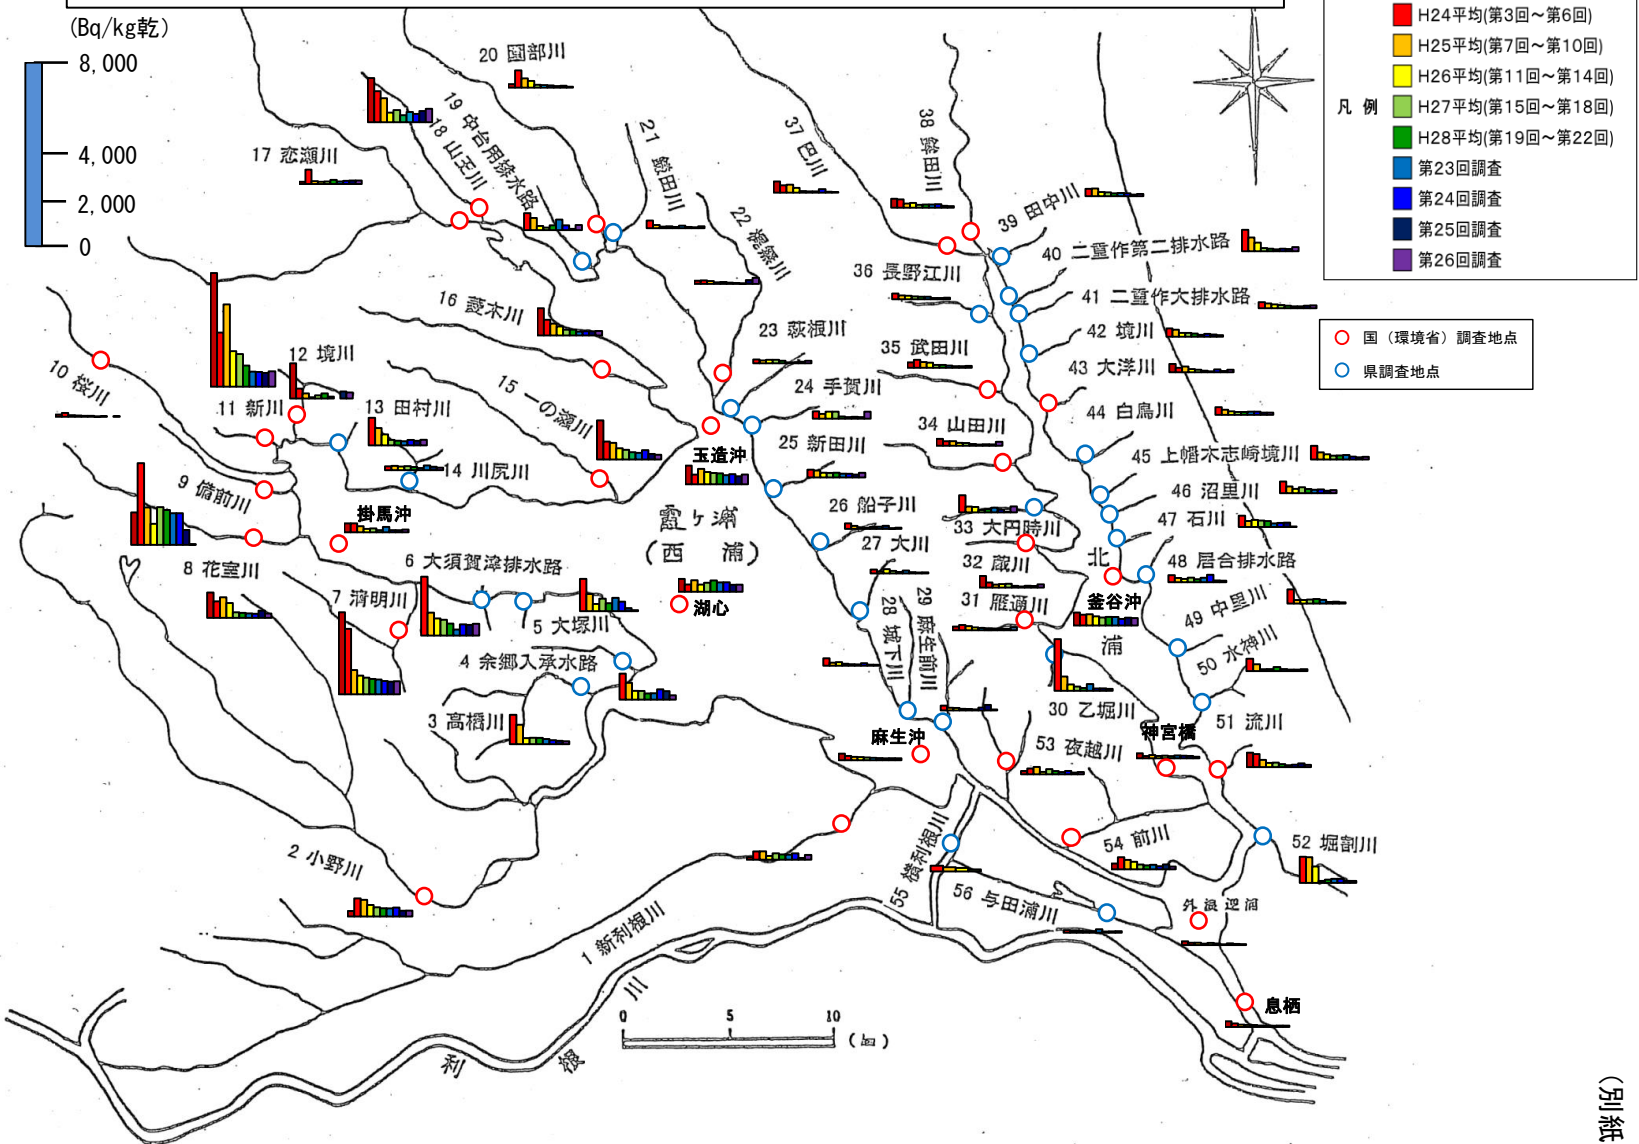 (Bq/kg乾)
8,000
4,000
2,000
0
H24平均(第3回～第6回)
H25平均(第7回～第10回)
H26平均(第11回～第14回)
凡 例
H27平均(第15回～第18回)
H28平均(第19回～第22回)
第23回調査
第24回調査
第25回調査
第26回調査
国（環境省）調査地点
県調査地点
20 園部川
19 中台用排水路
18 山王川
17 恋瀬川
21 鎌田川
22 梶無川
37 巴川
38 鉾田川
39 田中川
40 二重作第二排水路
36 長野江川
41 二重作大排水路
16 菱木川
23 萩根川
42 境川
35 武田川
12 境川
43 大洋川
10 桜川
24 手賀川
11 新川
13 田村川
15 一の瀬川
44 白鳥川
34 山田川
玉造沖
25 新田川
45 上幡木志崎境川
14 川尻川
46 沼里川
9 備前川
掛馬沖
霞ヶ浦
(西 浦)
26 船子川
33 大円時川
47 石川
27 大川
8 花室川
6 大須賀津排水路
32 蔵川
北
48 居合排水路
7 清明川
湖心
31 雁通川
釜谷沖
49 中里川
5 大塚川
28 城下川
29 麻生前川
浦
50 水神川
4 余郷入承水路
30 乙堀川
3 高橋川
51 流川
麻生沖
神宮橋
53 夜越川
54 前川
52 堀割川
2 小野川
55 横利根川
56 与田浦川
外浪逆浦
1 新利根川
息栖
利 根 川
0 5 10
(㎞)
(別紙